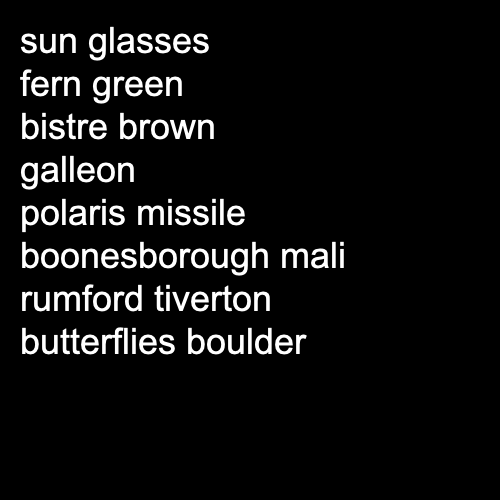 sun glasses
fern green
bistre brown
galleon
polaris missile
boonesborough mali
rumford tiverton
butterflies boulder